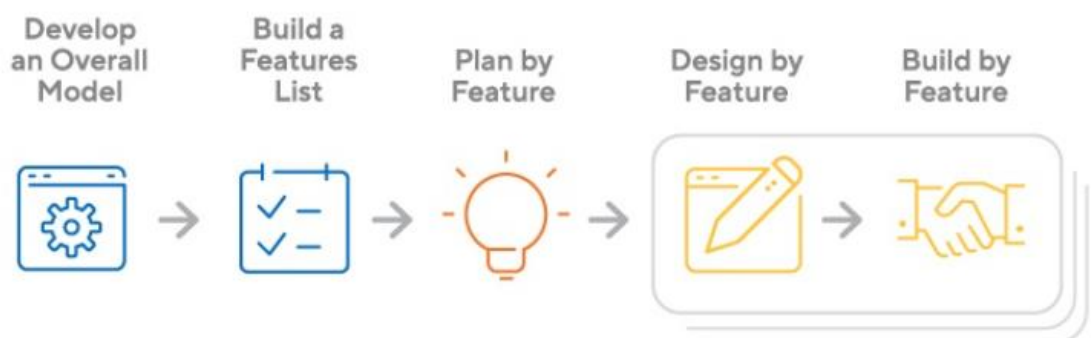 Develop
an Overall
Model
Build a
Features
List
Plan by
Feature
Design by
Feature
Build by
Feature